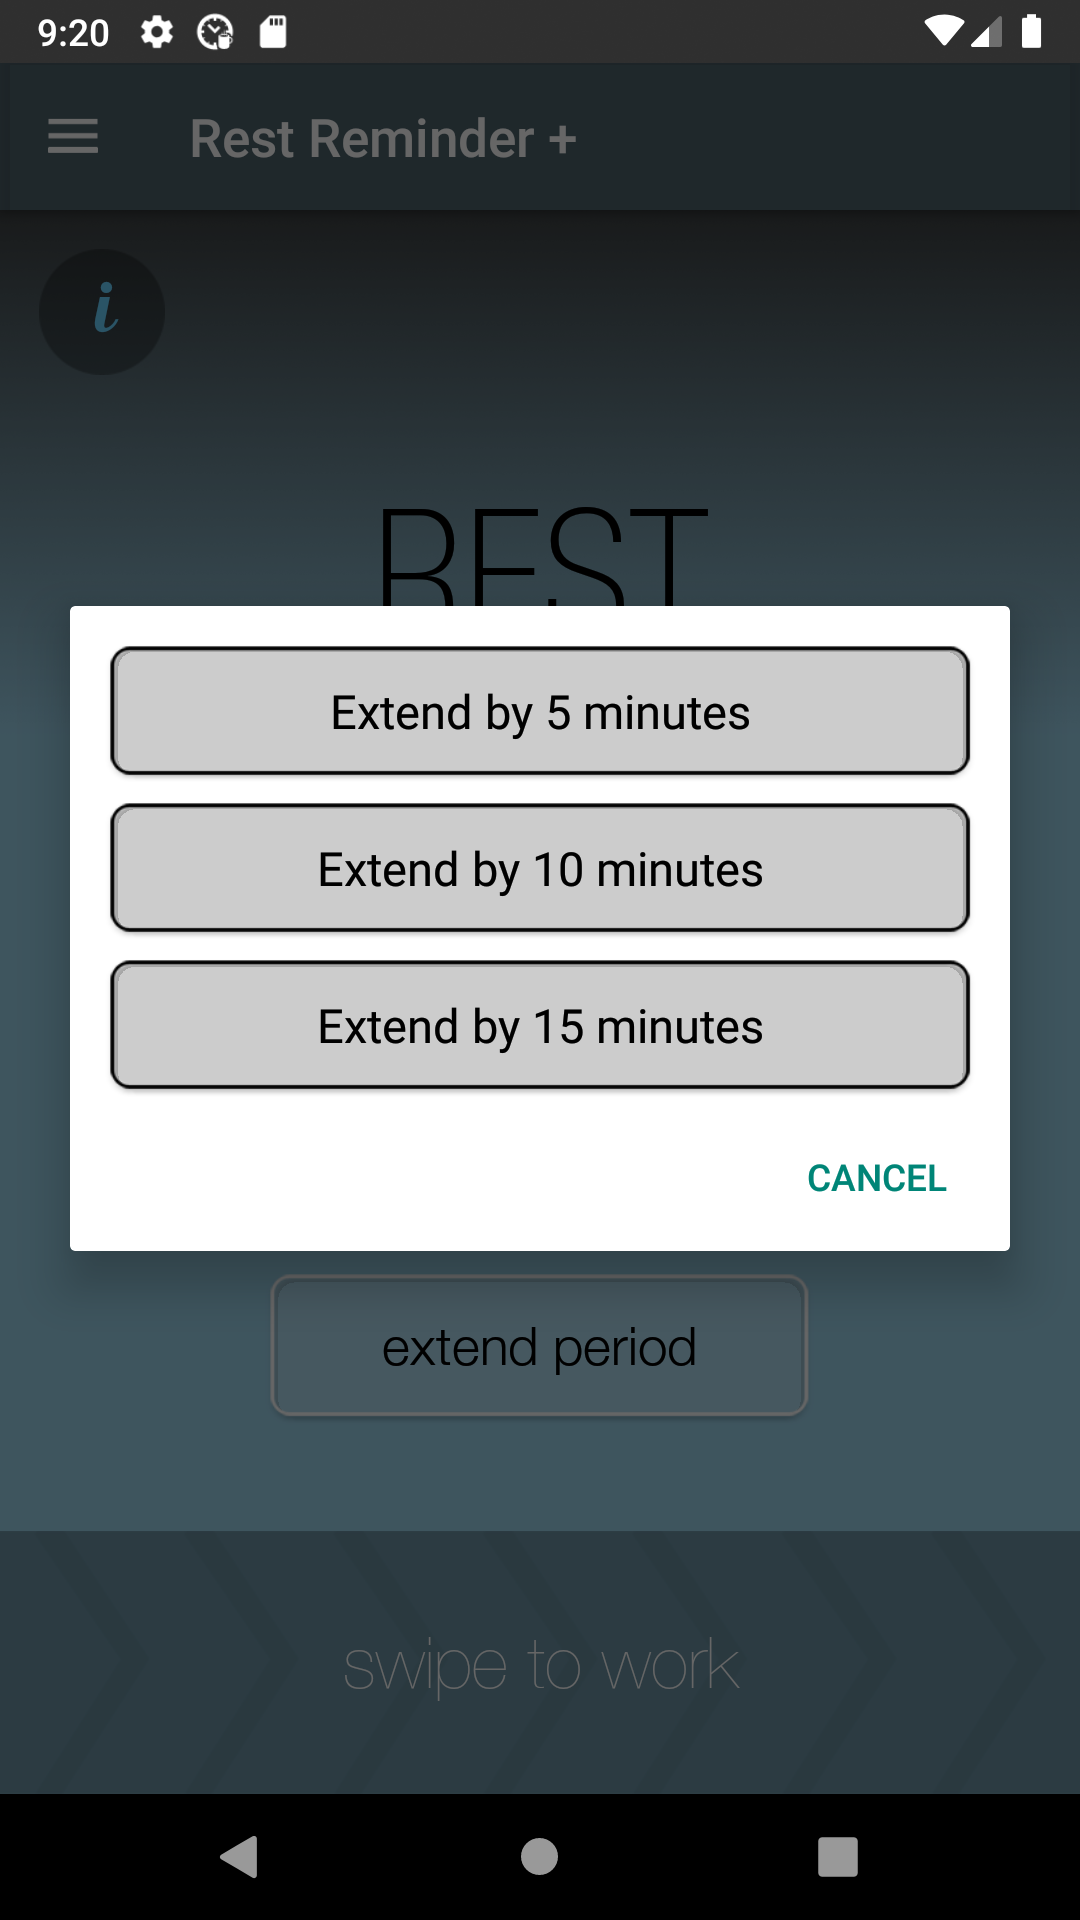 9:20
Rest Reminder +
i
REST
Extend by 5 minutes
Extend by 10 minutes
Extend by 15 minutes
CANCEL
extend period
swipe to work